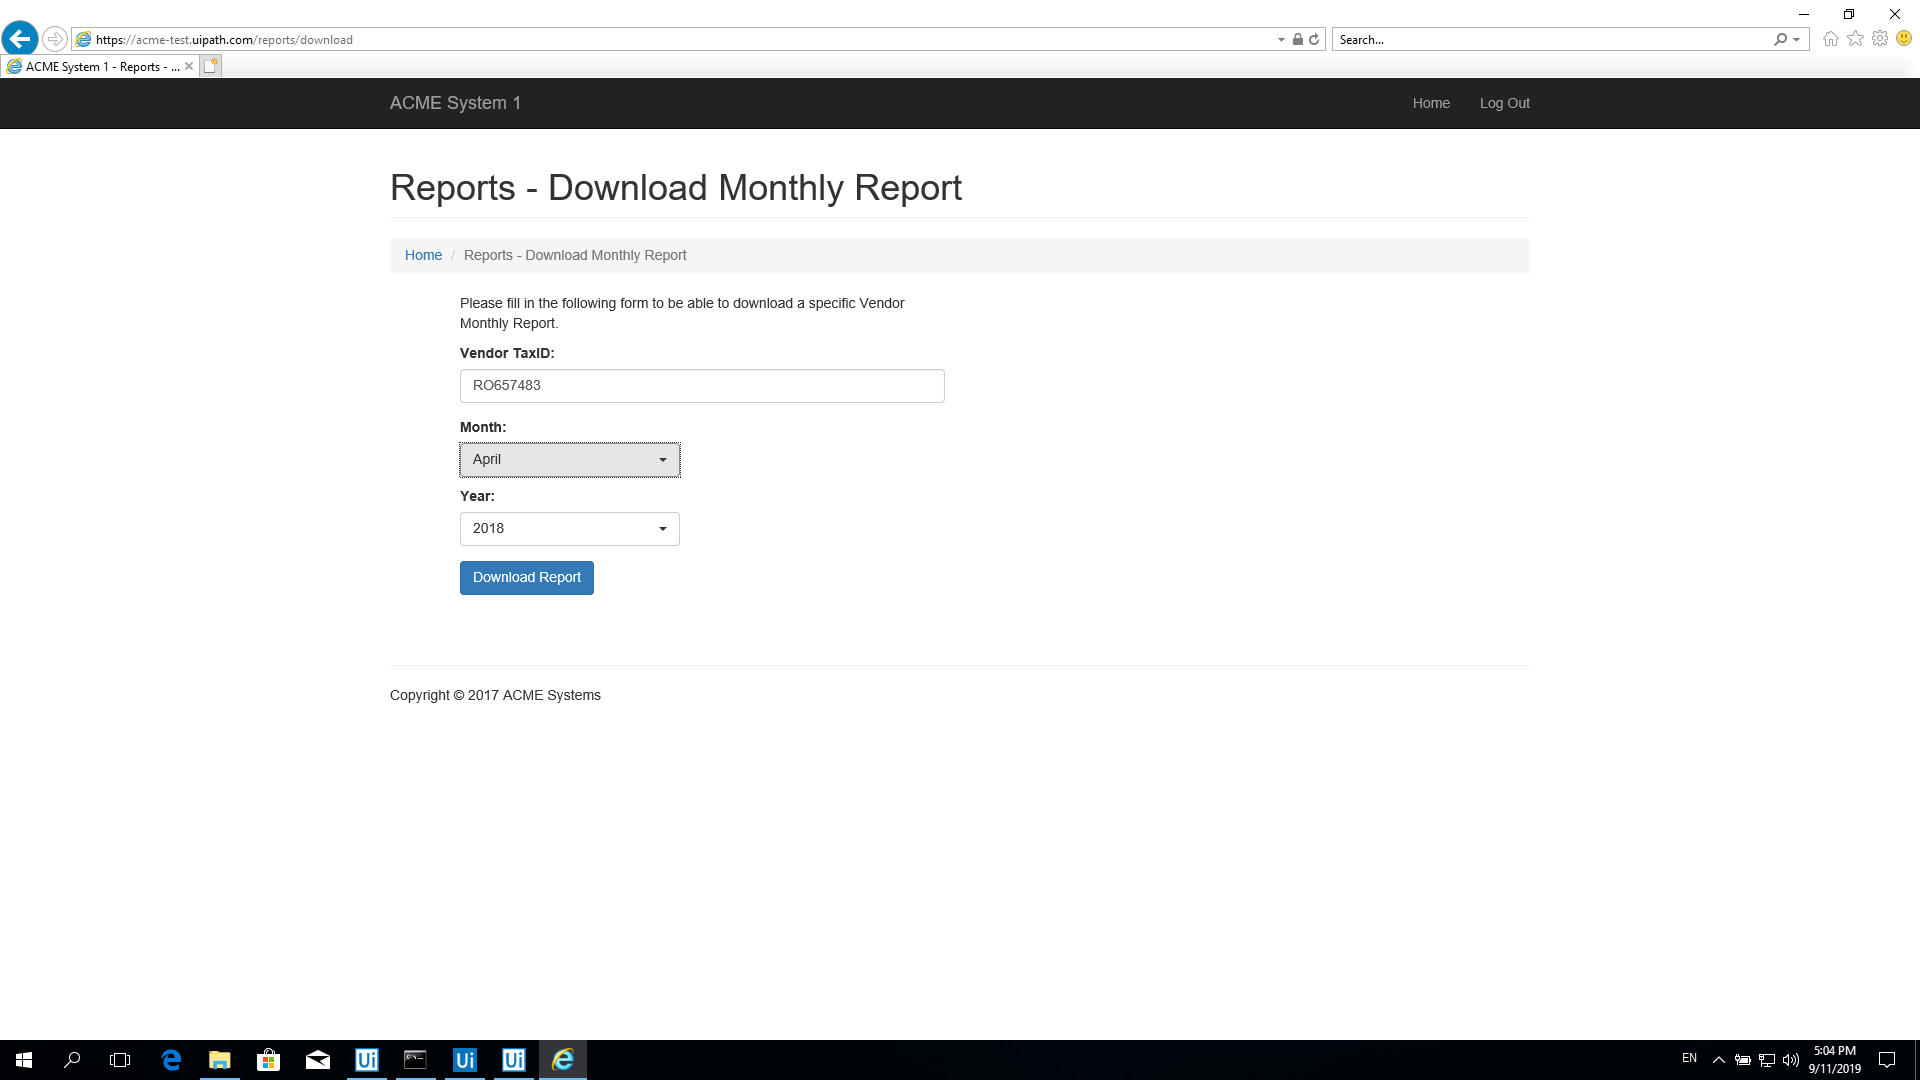 https://acme-test.uipath.com/reports/download
Search...
ACME System 1 - Reports - ...
ACME System 1
Home
Log Out
Reports - Download Monthly Report
Home / Reports - Download Monthly Report
Please fill in the following form to be able to download a specific Vendor
Monthly Report.
Vendor TaxID:
RO657483
Month:
April
Year:
2018
Download Report
Copyright © 2017 ACME Systems
Ui
Ui
Ui
EN
5:04 PM
9/11/2019